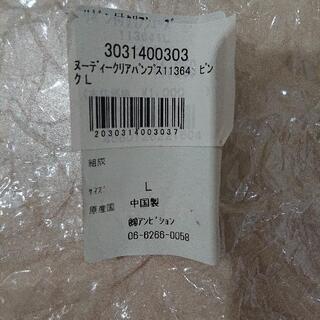 3031400303
ヌーディークリアパンプス11364 ピン
ク L
2030314003037
組成
サイズ L
原産国 中国製
㈱アンビション
06-6266-0058